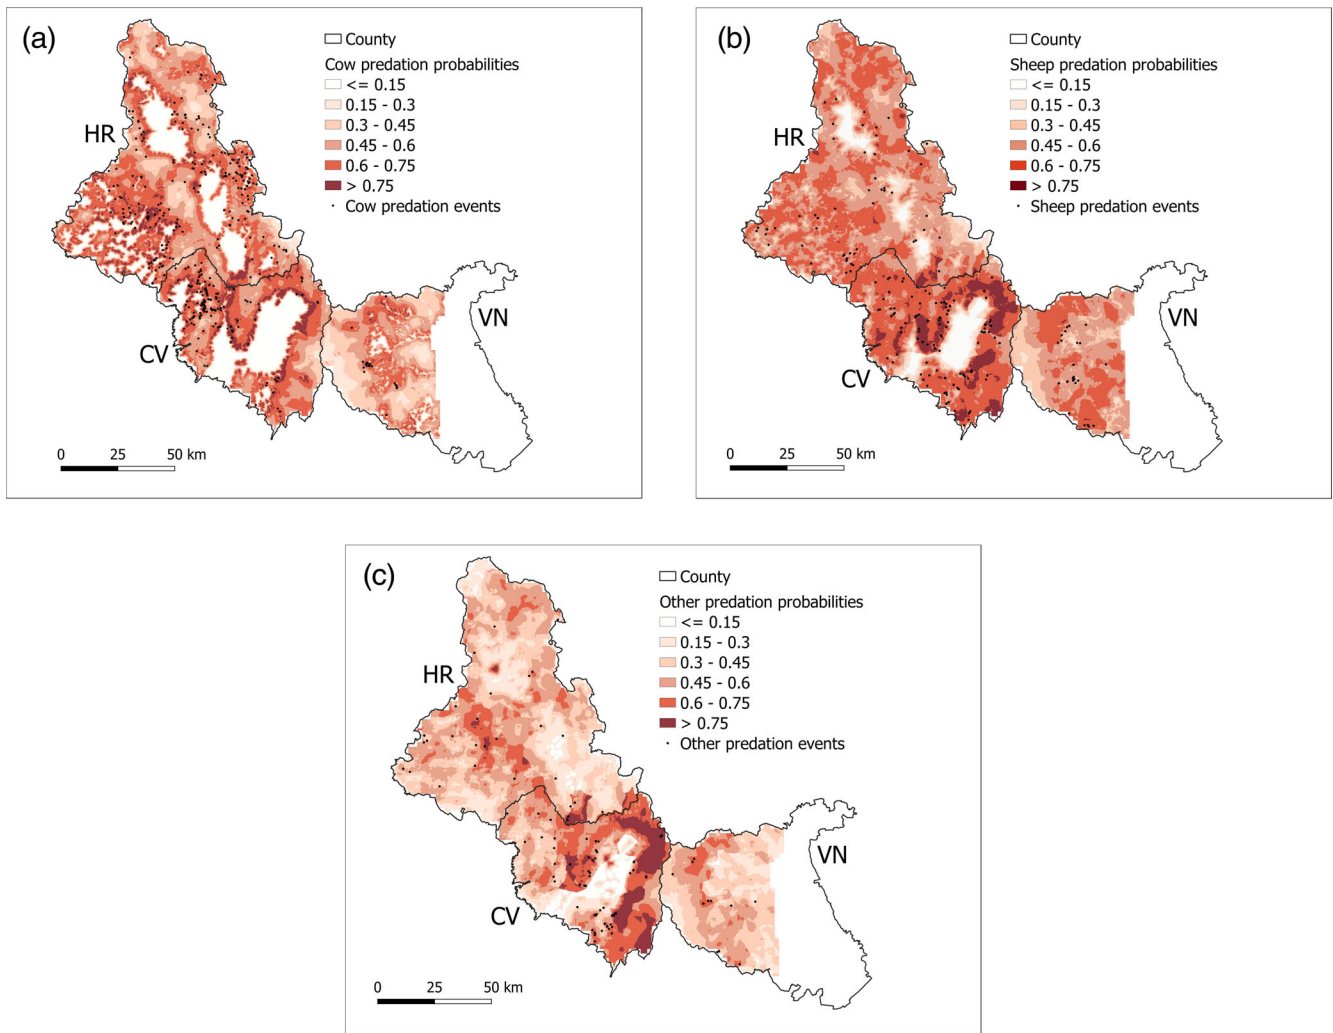 (a)
County
Cow predation probabilities
<= 0.15
0.15 - 0.3
0.3 - 0.45
0.45 - 0.6
0.6 - 0.75
> 0.75
Cow predation events
HR
VN
CV
0 25 50 km
(b)
County
Sheep predation probabilities
<= 0.15
0.15 - 0.3
0.3 - 0.45
0.45 - 0.6
0.6 - 0.75
> 0.75
Sheep predation events
HR
VN
CV
0 25 50 km
(c)
County
Other predation probabilities
<= 0.15
0.15 - 0.3
0.3 - 0.45
0.45 - 0.6
0.6 - 0.75
> 0.75
Other predation events
HR
VN
CV
0 25 50 km